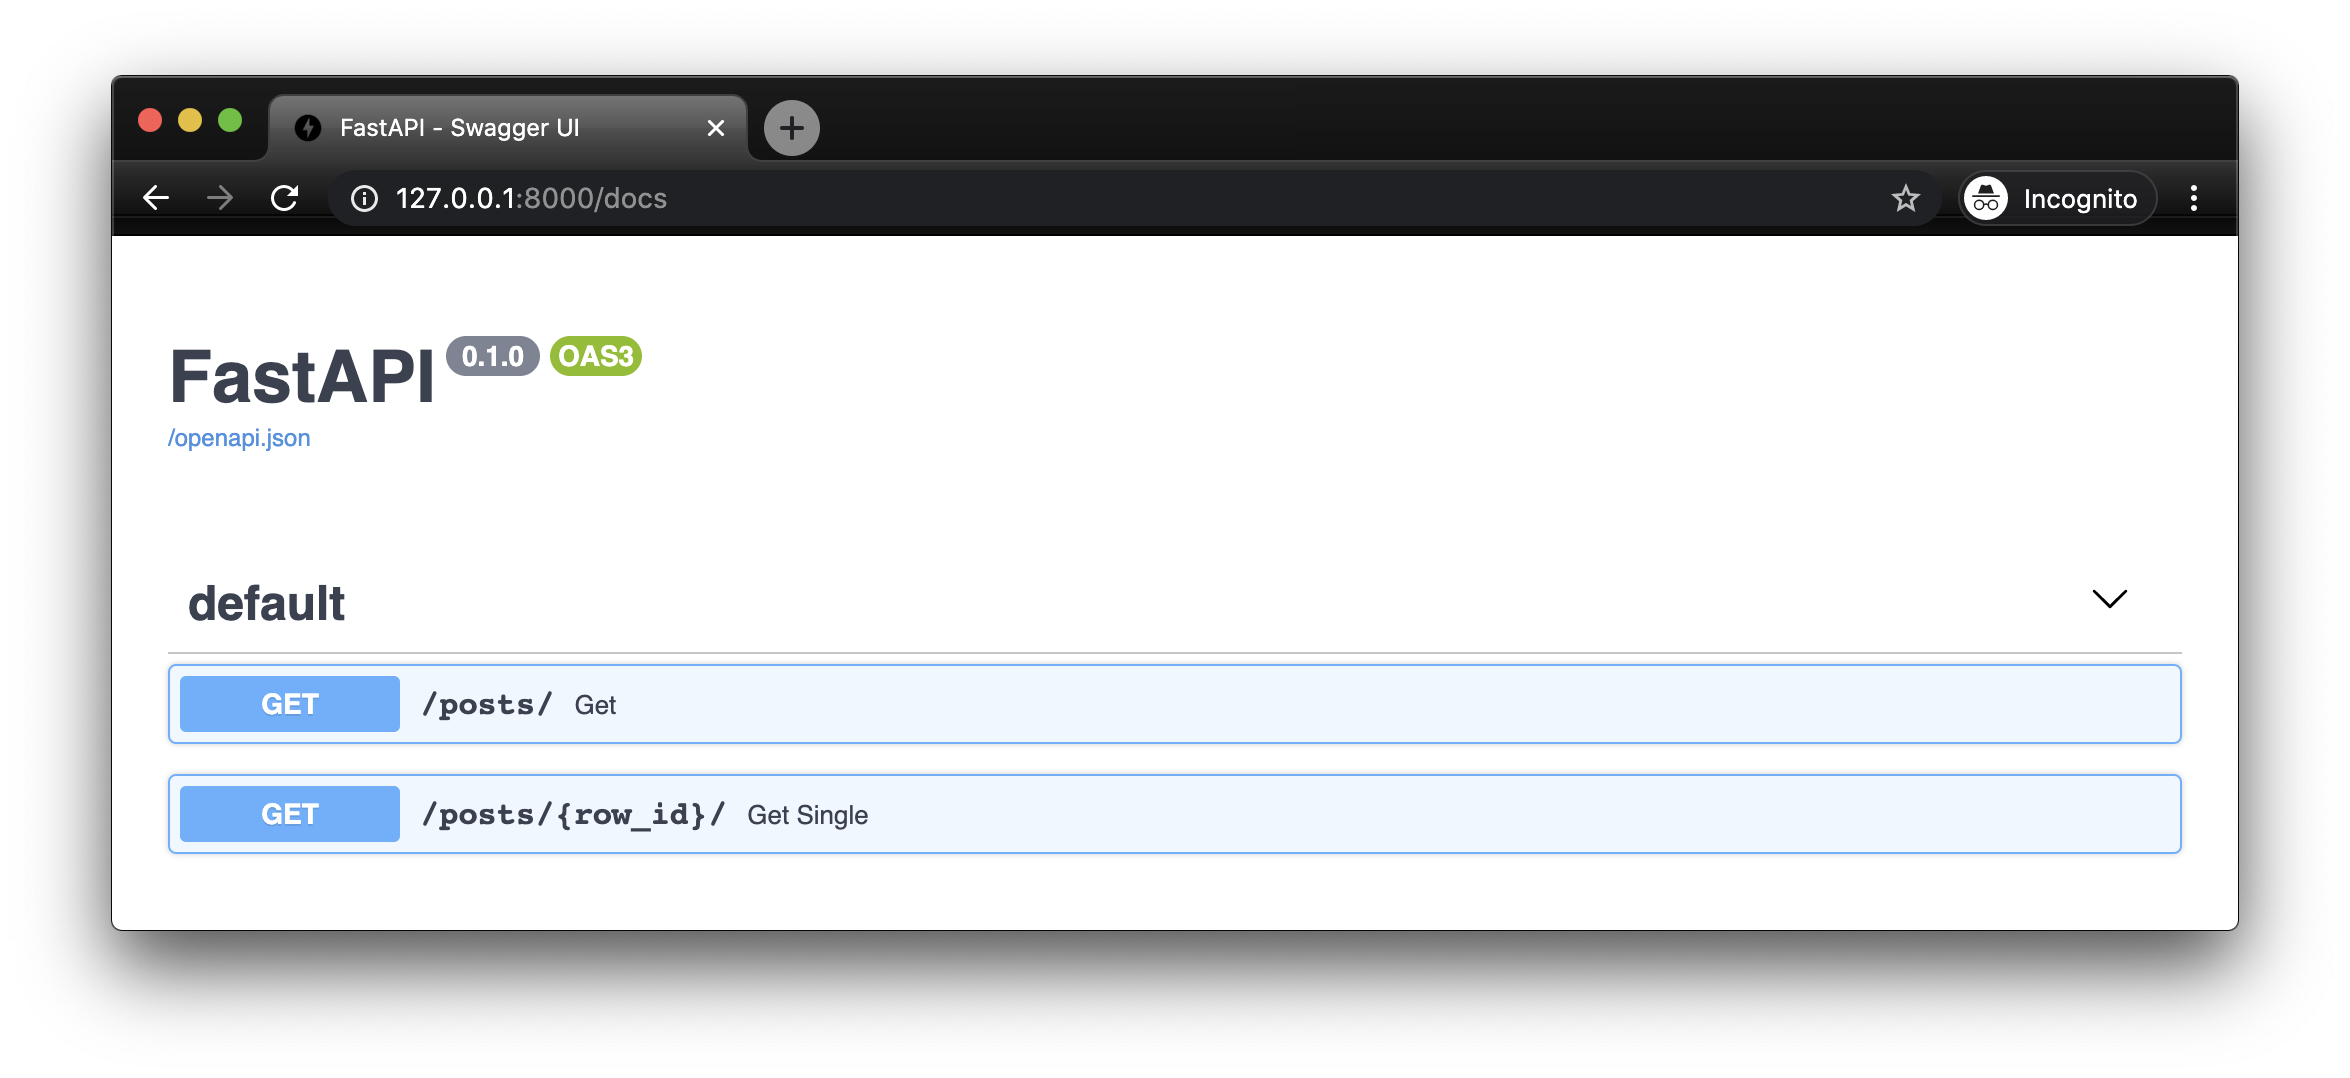 FastAPI - Swagger UI
127.0.0.1:8000/docs
Incognito
FastAPI 0.1.0 OAS3
/openapi.json
default
GET /posts/ Get
GET /posts/{row_id}/ Get Single